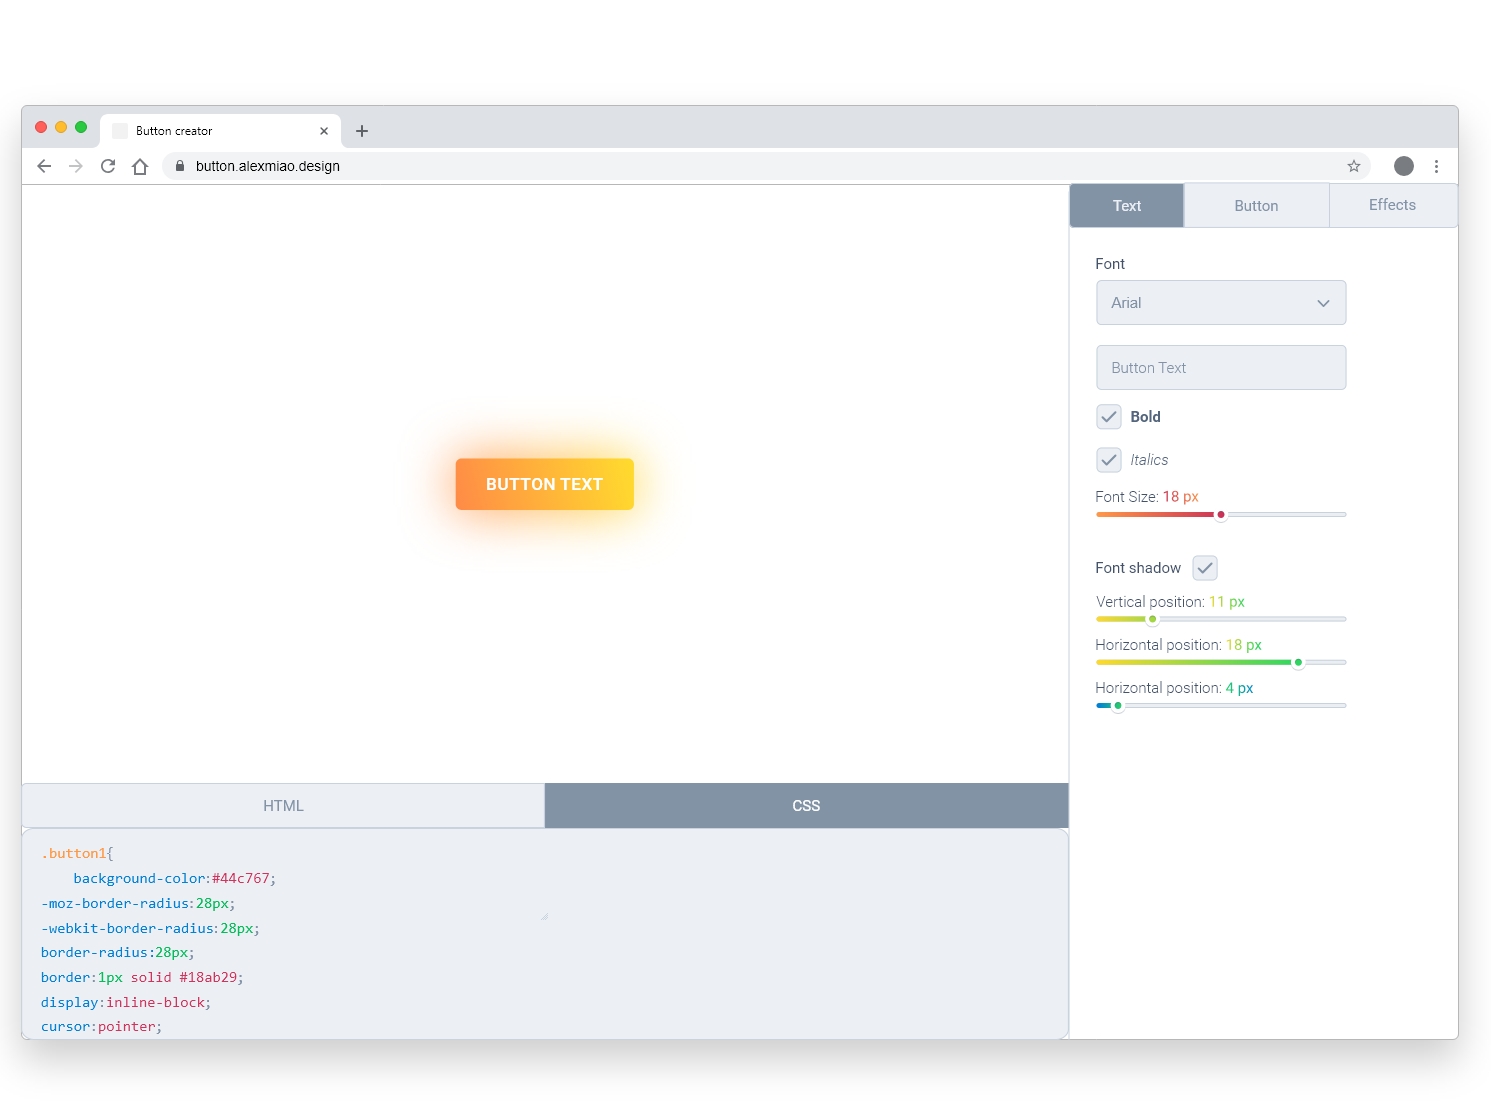 Button creator
button.alexmiao.design
Text
Button
Effects
Font
Arial
Button Text
Bold
Italics
Font Size: 18 px
Font shadow
Vertical position: 11 px
Horizontal position: 18 px
Horizontal position: 4 px
BUTTON TEXT
HTML
CSS
.button1{
background-color:#44c767;
-moz-border-radius:28px;
-webkit-border-radius:28px;
border-radius:28px;
border:1px solid #18ab29;
display:inline-block;
cursor:pointer;